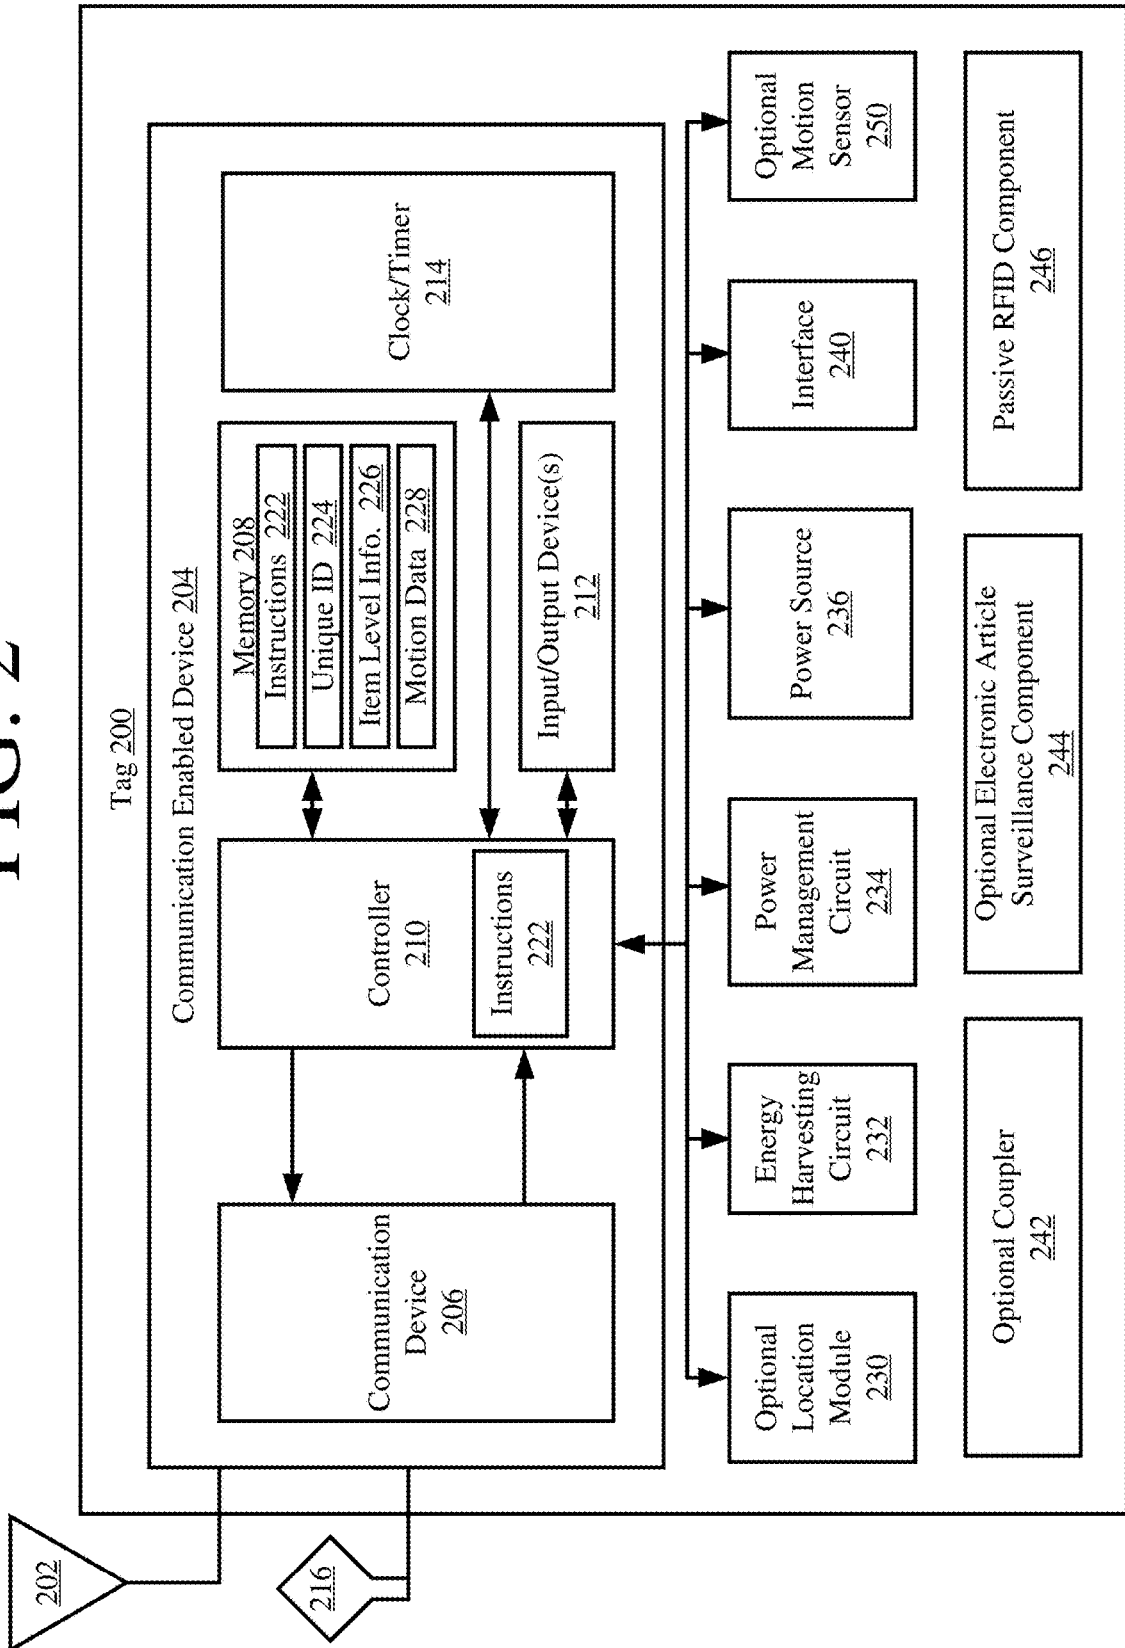 FIG. 2
202
216
Tag 200
Communication Enabled Device 204
Communication
Device
206
Controller
210
Instructions
222
Memory 208
Instructions 222
Unique ID 224
Item Level Info. 226
Motion Data 228
Input/Output Device(s)
212
Clock/Timer
214
Optional
Location
Module
230
Energy
Harvesting
Circuit
232
Power
Management
Circuit
234
Power Source
236
Interface
240
Optional
Motion
Sensor
250
Optional Coupler
242
Optional Electronic Article
Surveillance Component
244
Passive RFID Component
246